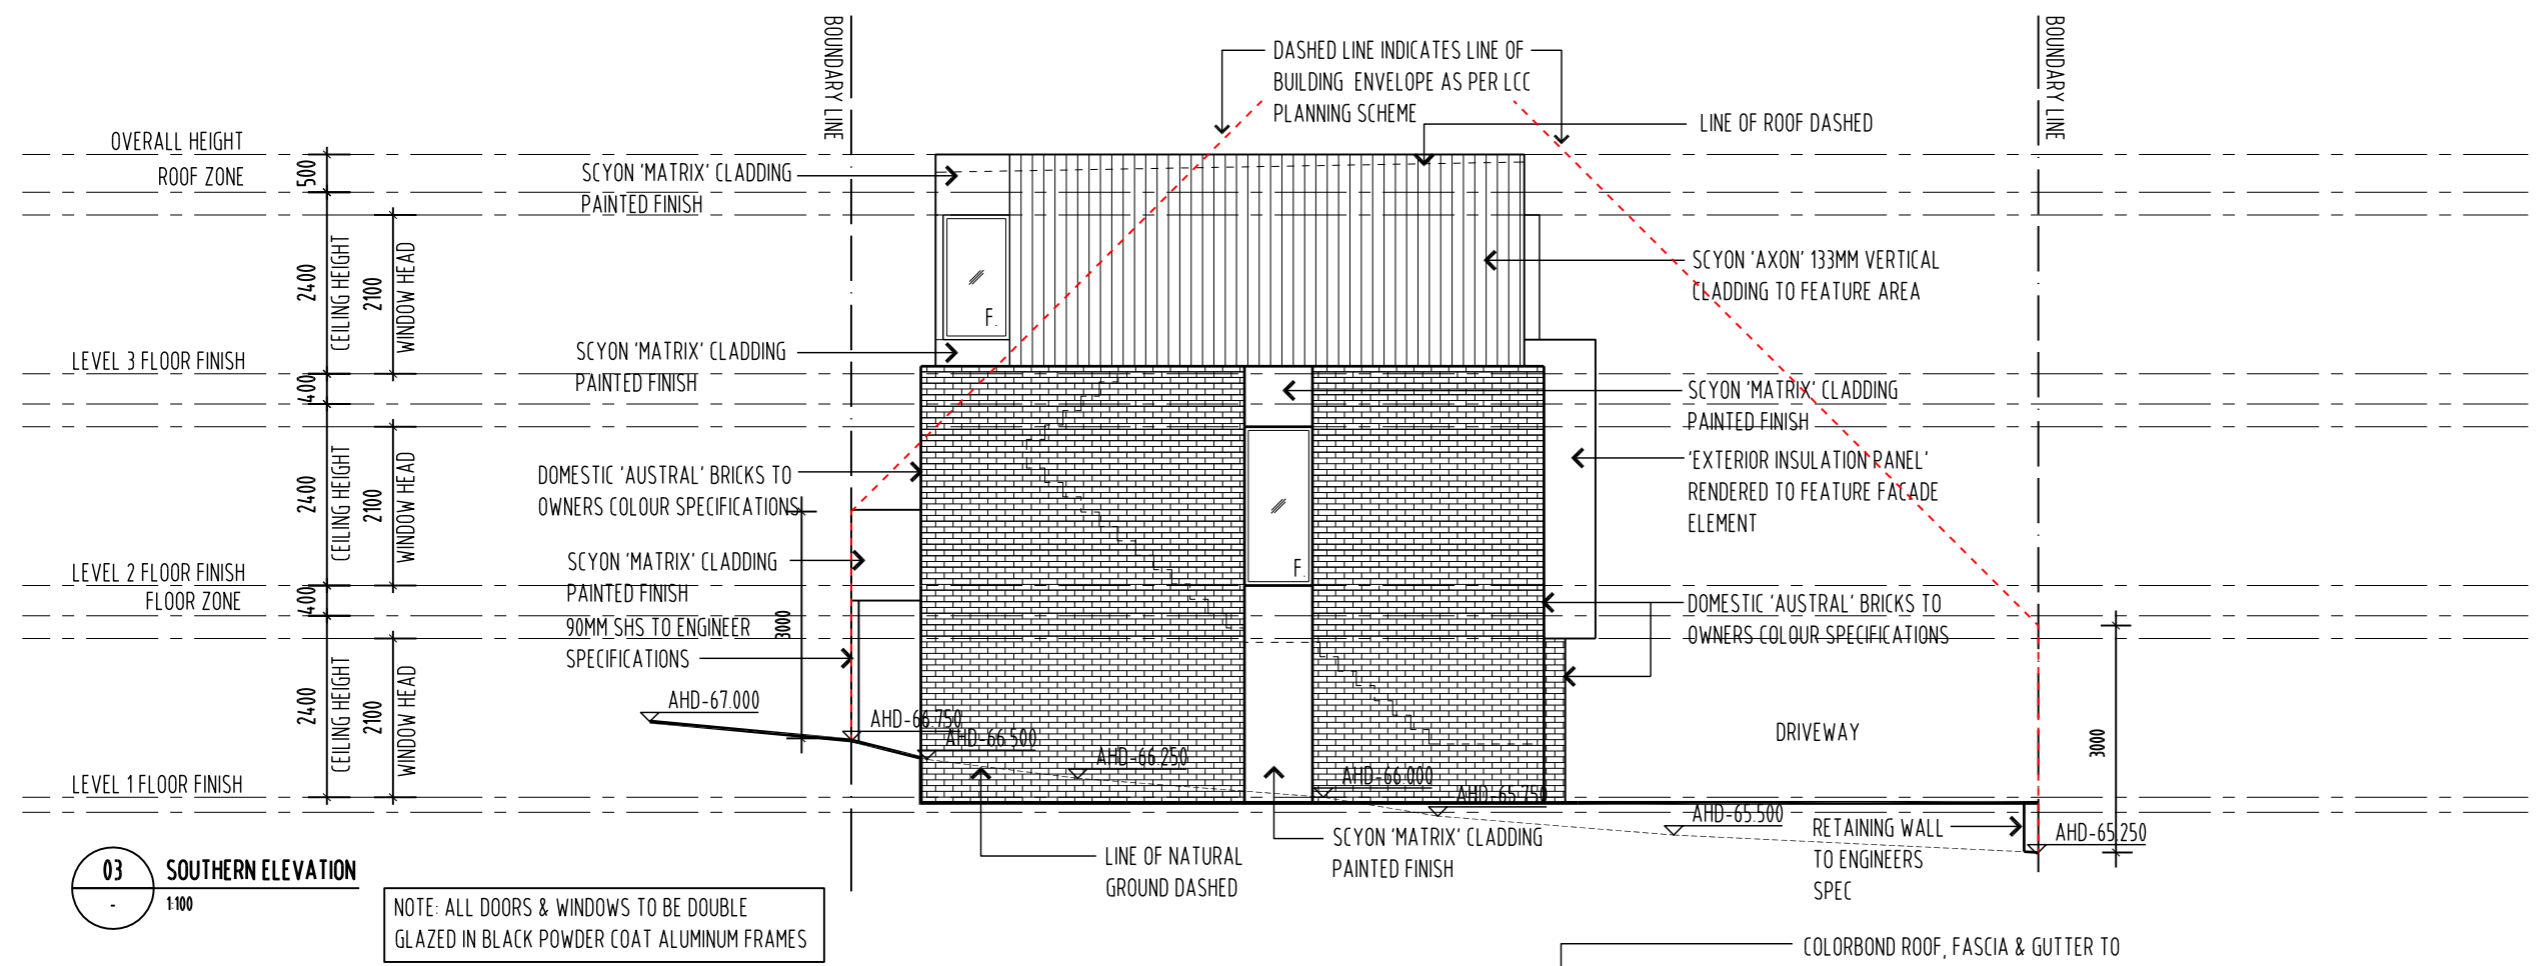 BOUNDARY LINE
BOUNDARY LINE
DASHED LINE INDICATES LINE OF
BUILDING ENVELOPE AS PER LCC
PLANNING SCHEME
LINE OF ROOF DASHED
OVERALL HEIGHT
ROOF ZONE
500
SCYON 'MATRIX' CLADDING
PAINTED FINISH
2400
CEILING HEIGHT
2100
WINDOW HEAD
F.
SCYON 'AXON' 133MM VERTICAL
CLADDING TO FEATURE AREA
SCYON 'MATRIX' CLADDING
PAINTED FINISH
LEVEL 3 FLOOR FINISH
400
SCYON 'MATRIX' CLADDING
PAINTED FINISH
2400
CEILING HEIGHT
2100
WINDOW HEAD
DOMESTIC 'AUSTRAL' BRICKS TO
OWNERS COLOUR SPECIFICATIONS
'EXTERIOR INSULATION PANEL'
RENDERED TO FEATURE FACADE
ELEMENT
SCYON 'MATRIX' CLADDING
PAINTED FINISH
F.
LEVEL 2 FLOOR FINISH
FLOOR ZONE
400
DOMESTIC 'AUSTRAL' BRICKS TO
OWNERS COLOUR SPECIFICATIONS
90MM SHS TO ENGINEER
SPECIFICATIONS
3000
2400
CEILING HEIGHT
2100
WINDOW HEAD
AHD-67.000
AHD-66.750
AHD-66.500
AHD-66.250
AHD-66.000
AHD-65.750
AHD-65.500
AHD-65.250
DRIVEWAY
3000
LEVEL 1 FLOOR FINISH
RETAINING WALL
TO ENGINEERS
SPEC
SCYON 'MATRIX' CLADDING
PAINTED FINISH
LINE OF NATURAL
GROUND DASHED
03
-
SOUTHERN ELEVATION
1:100
NOTE: ALL DOORS & WINDOWS TO BE DOUBLE
GLAZED IN BLACK POWDER COAT ALUMINUM FRAMES
COLORBOND ROOF, FASCIA & GUTTER TO